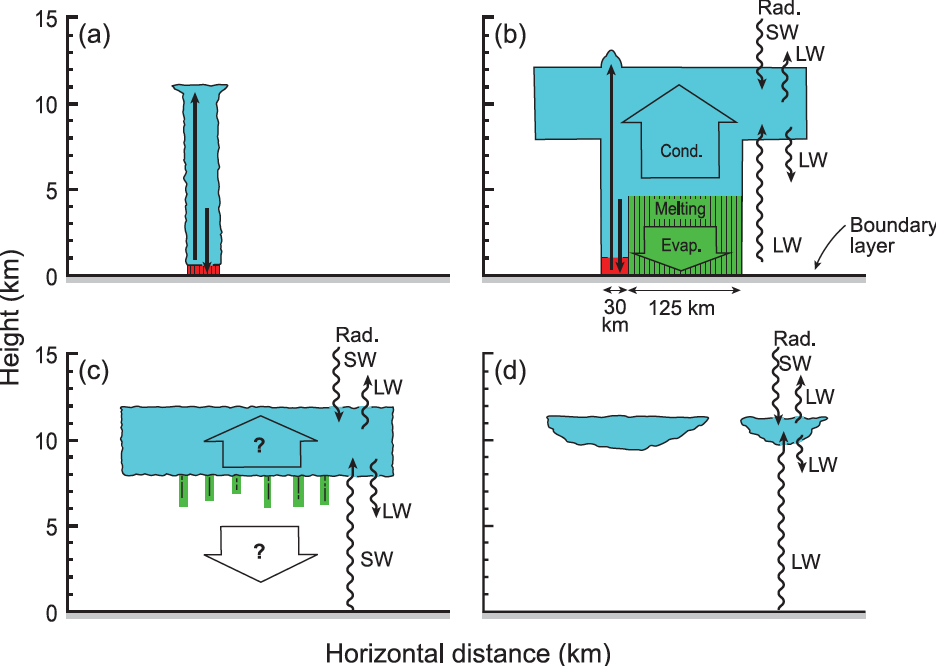 Height (km)
15
10
5
0
(a)
(b)
Rad.
SW
LW
Cond.
LW
Melting
Evap.
LW
Boundary
layer
30
km
125 km
15
10
5
0
(c)
Rad.
SW
LW
?
LW
?
SW
(d)
Rad.
SW
LW
LW
LW
Horizontal distance (km)